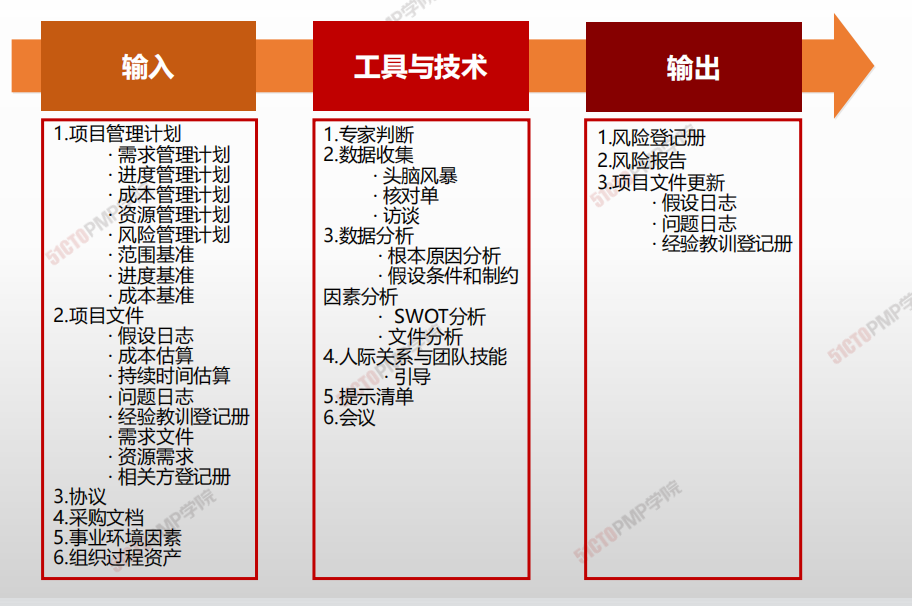 输入
1.项目管理计划
· 需求管理计划
· 进度管理计划
· 成本管理计划
· 资源管理计划
· 风险管理计划
· 范围基准
· 进度基准
· 成本基准
2.项目文件
· 假设日志
· 成本估算
· 持续时间估算
· 问题日志
· 经验教训登记册
· 需求文件
· 资源需求
· 相关方登记册
3.协议
4.采购文档
5.事业环境因素
6.组织过程资产
工具与技术
1.专家判断
2.数据收集
· 头脑风暴
· 核对单
· 访谈
3.数据分析
· 根本原因分析
· 假设条件和制约
因素分析
· SWOT分析
· 文件分析
4.人际关系与团队技能
· 引导
5.提示清单
6.会议
输出
1.风险登记册
2.风险报告
3.项目文件更新
· 假设日志
· 问题日志
· 经验教训登记册
51CTOPMP学院